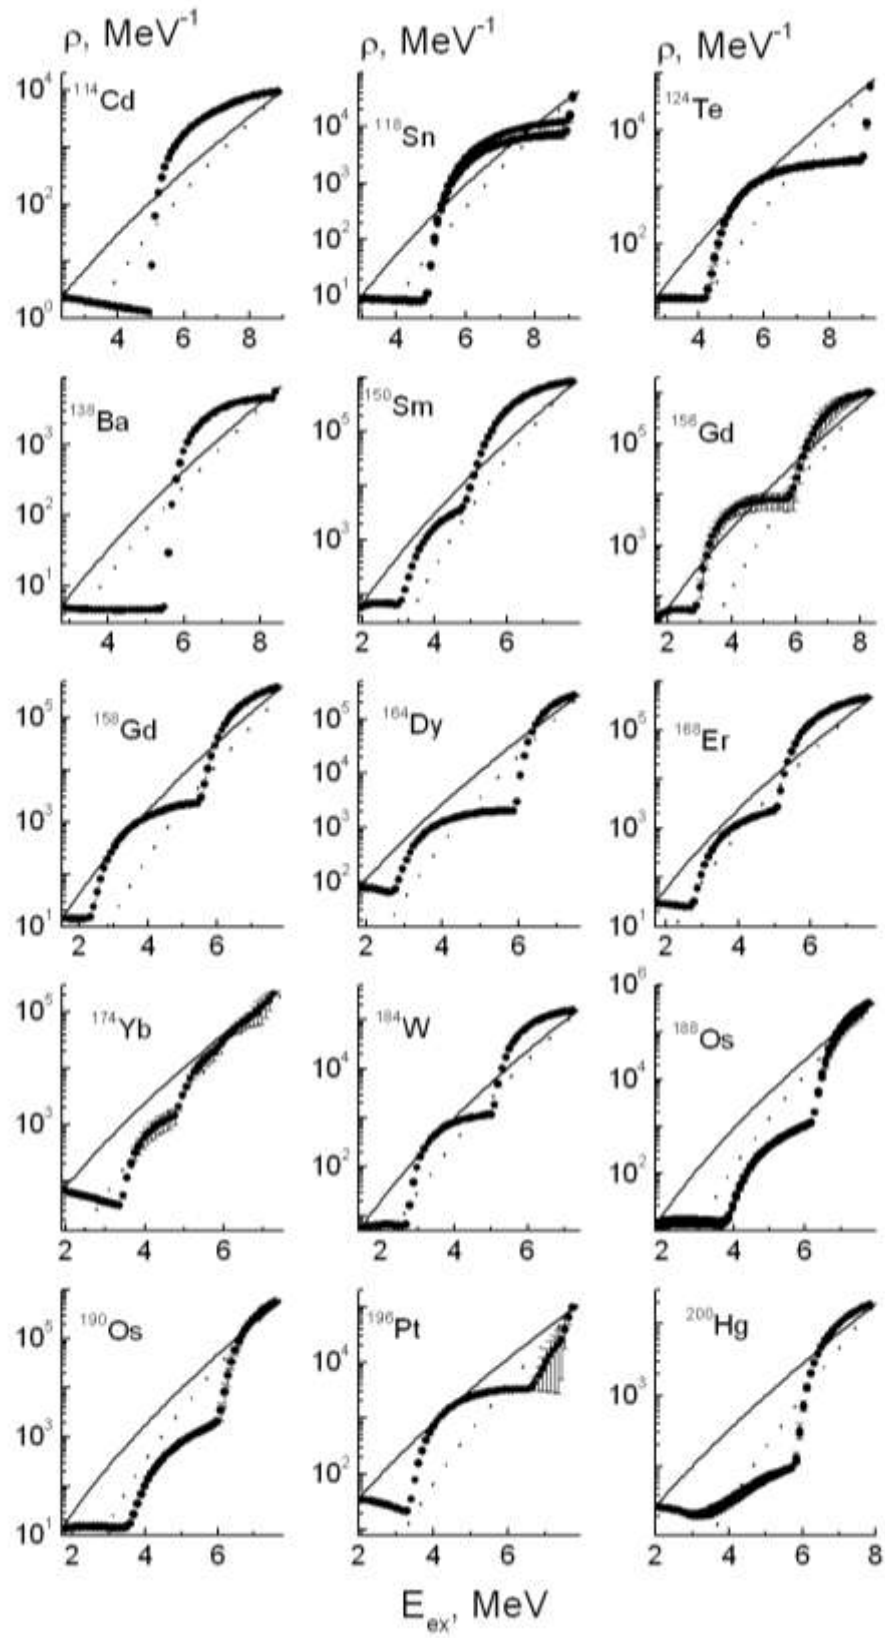 ρ, MeV⁻¹ ρ, MeV⁻¹ ρ, MeV⁻¹
10⁴ ¹¹⁴Cd
10²
10⁰
4 6 8
¹¹⁸Sn
10⁴
10³
10²
10¹
4 6 8
¹²⁴Te
10⁴
10²
4 6 8
¹³⁸Ba
10³
10²
10¹
4 6 8
¹⁵⁰Sm
10⁵
10³
2 4 6
¹⁵⁶Gd
10⁵
10³
2 4 6 8
¹⁵⁸Gd
10⁵
10³
10¹
2 4 6
¹⁶⁴Dy
10⁵
10⁴
10³
10²
2 4 6
¹⁶⁸Er
10⁵
10³
10¹
2 4 6
¹⁷⁴Yb
10⁵
10³
2 4 6
¹⁸⁴W
10⁴
10²
2 4 6
10⁶
¹⁸⁸Os
10⁴
10²
2 4 6
¹⁹⁰Os
10⁵
10³
10¹
2 4 6
¹⁹⁶Pt
10⁴
10²
2 4 6
²⁰⁰Hg
10³
2 4 6 8
E_ex, MeV